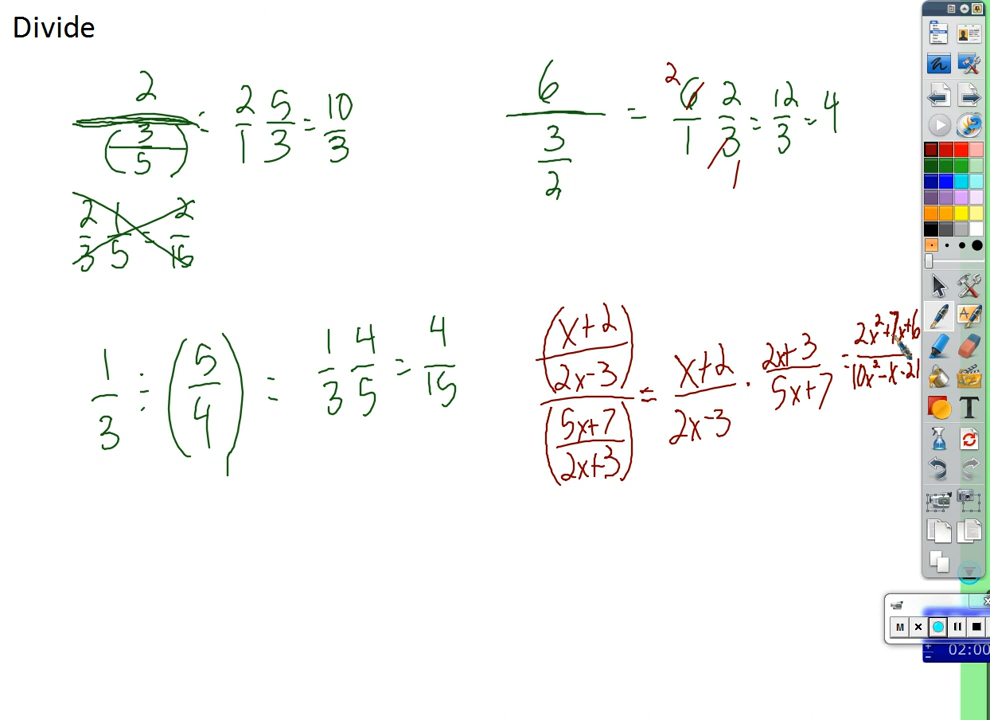 Divide
2/(3/5) = 2/1 5/3 = 10/3
2/3 1/5 = 2/15
6/(3/2) = 2 6/1 2/3 1 = 12/3 = 4
1/3 ÷ (5/4) = 1/3 4/5 = 4/15
((x+2)/(2x-3))/((5x+7)/(2x+3)) = (x+2)/(2x-3) · (2x+3)/(5x+7) = (2x²+7x+6)/(10x²-x-21)
M
T
02:00